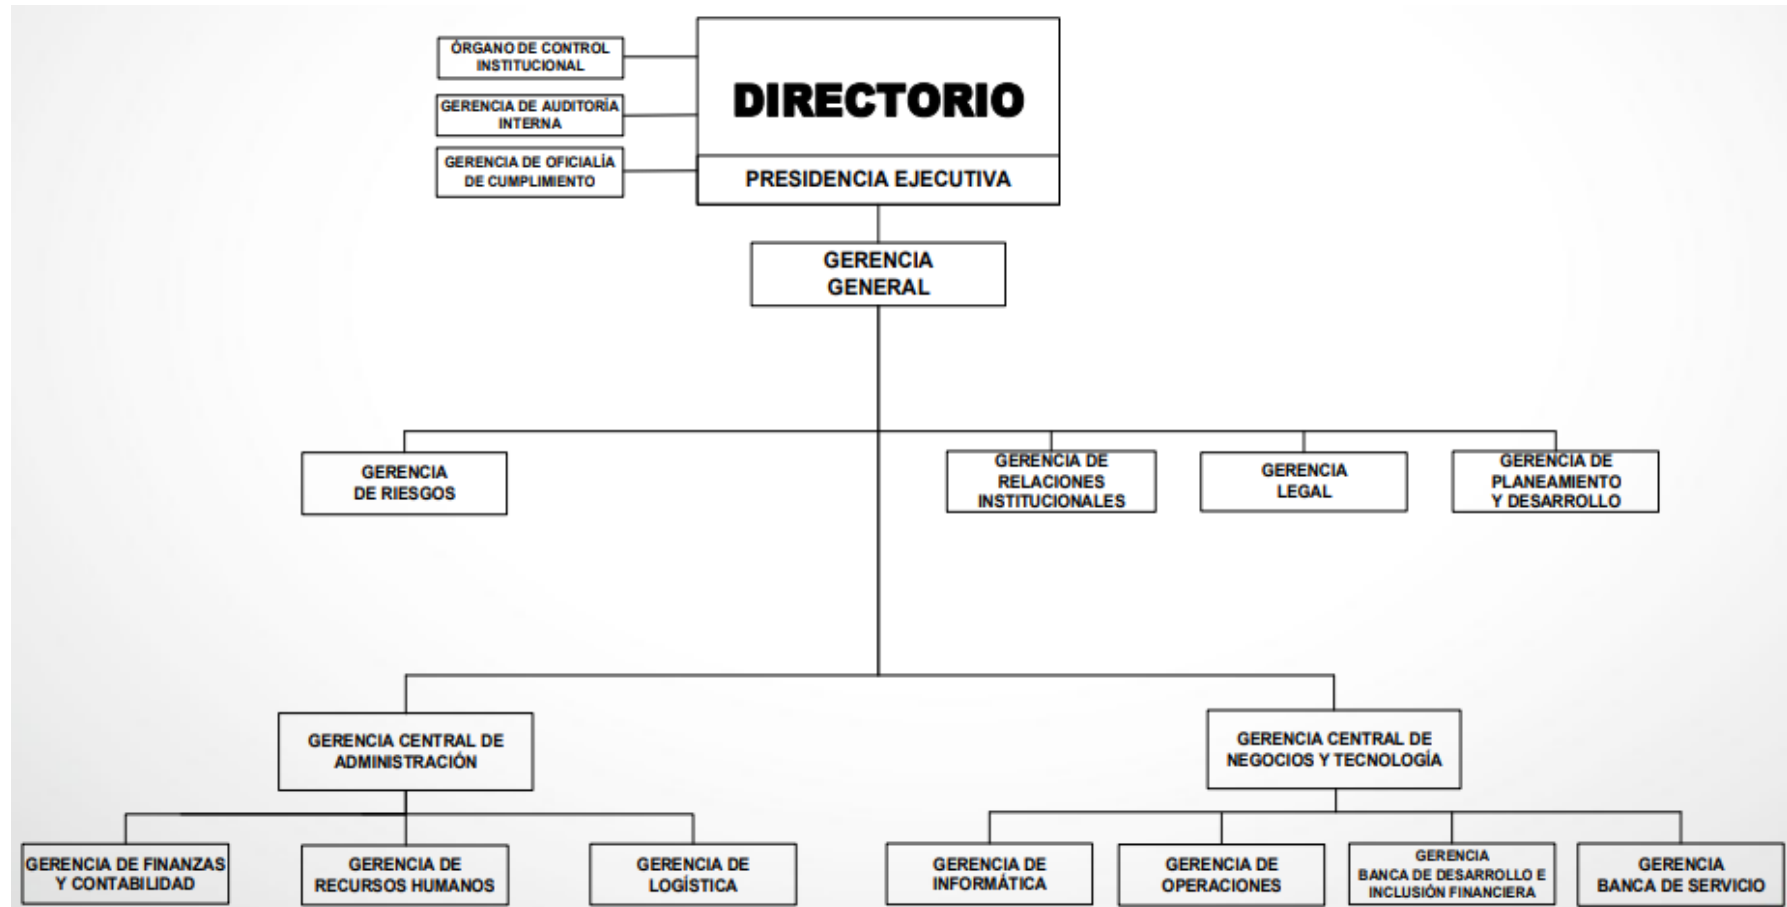 ÓRGANO DE CONTROL
INSTITUCIONAL
GERENCIA DE AUDITORÍA
INTERNA
GERENCIA DE OFICIALÍA
DE CUMPLIMIENTO
DIRECTORIO
PRESIDENCIA EJECUTIVA
GERENCIA
GENERAL
GERENCIA
DE RIESGOS
GERENCIA DE
RELACIONES
INSTITUCIONALES
GERENCIA
LEGAL
GERENCIA DE
PLANEAMIENTO
Y DESARROLLO
GERENCIA CENTRAL DE
ADMINISTRACIÓN
GERENCIA CENTRAL DE
NEGOCIOS Y TECNOLOGÍA
GERENCIA DE FINANZAS
Y CONTABILIDAD
GERENCIA DE
RECURSOS HUMANOS
GERENCIA DE
LOGÍSTICA
GERENCIA DE
INFORMÁTICA
GERENCIA DE
OPERACIONES
GERENCIA
BANCA DE DESARROLLO E
INCLUSIÓN FINANCIERA
GERENCIA
BANCA DE SERVICIO